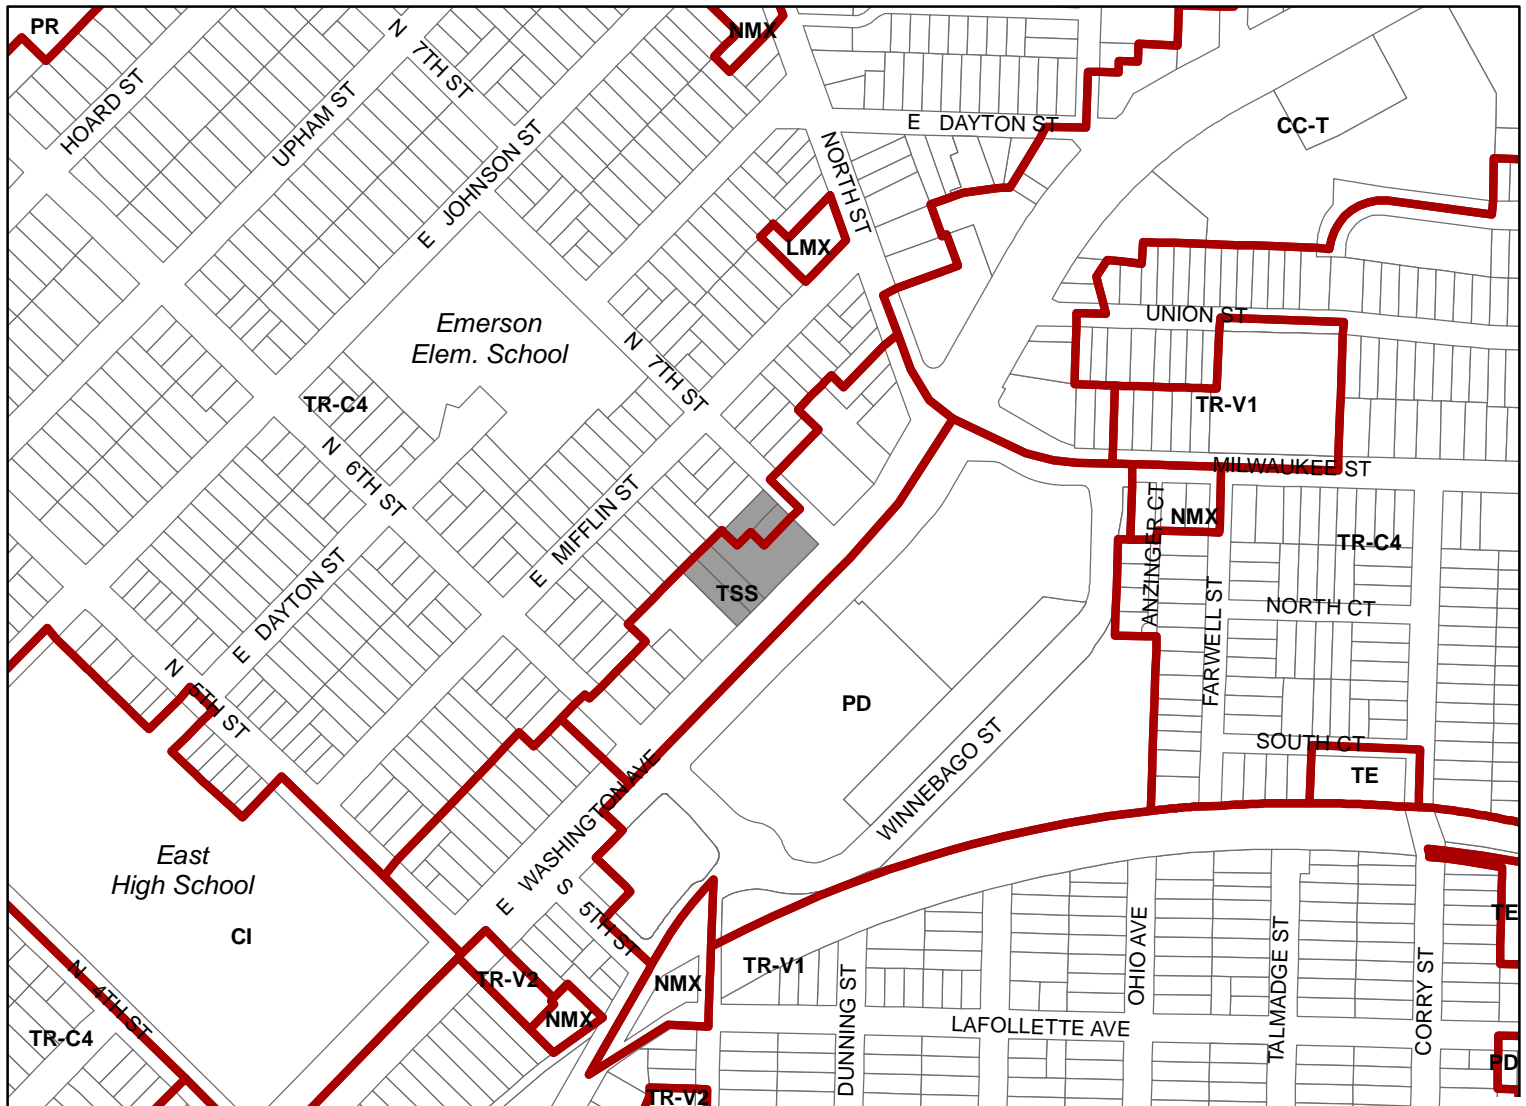 PR
NMX
N 7TH ST
HOARD ST
UPHAM ST
E JOHNSON ST
E DAYTON ST
CC-T
NORTH ST
LMX
UNION ST
Emerson
Elem. School
N 7TH ST
TR-C4
TR-V1
N 6TH ST
MILWAUKEE ST
E MIFFLIN ST
ANZINGER CT
NMX
TR-C4
E DAYTON ST
TSS
NORTH CT
FARWELL ST
N 5TH ST
PD
WINNEBAGO ST
SOUTH CT
TE
E WASHINGTON AVE
East
High School
S 5TH ST
CI
TE
TR-V2
NMX
NMX
TR-V1
OHIO AVE
TALMADGE ST
CORRY ST
N 4TH ST
TR-C4
DUNNING ST
LAFOLLETTE AVE
PD
TR-V2